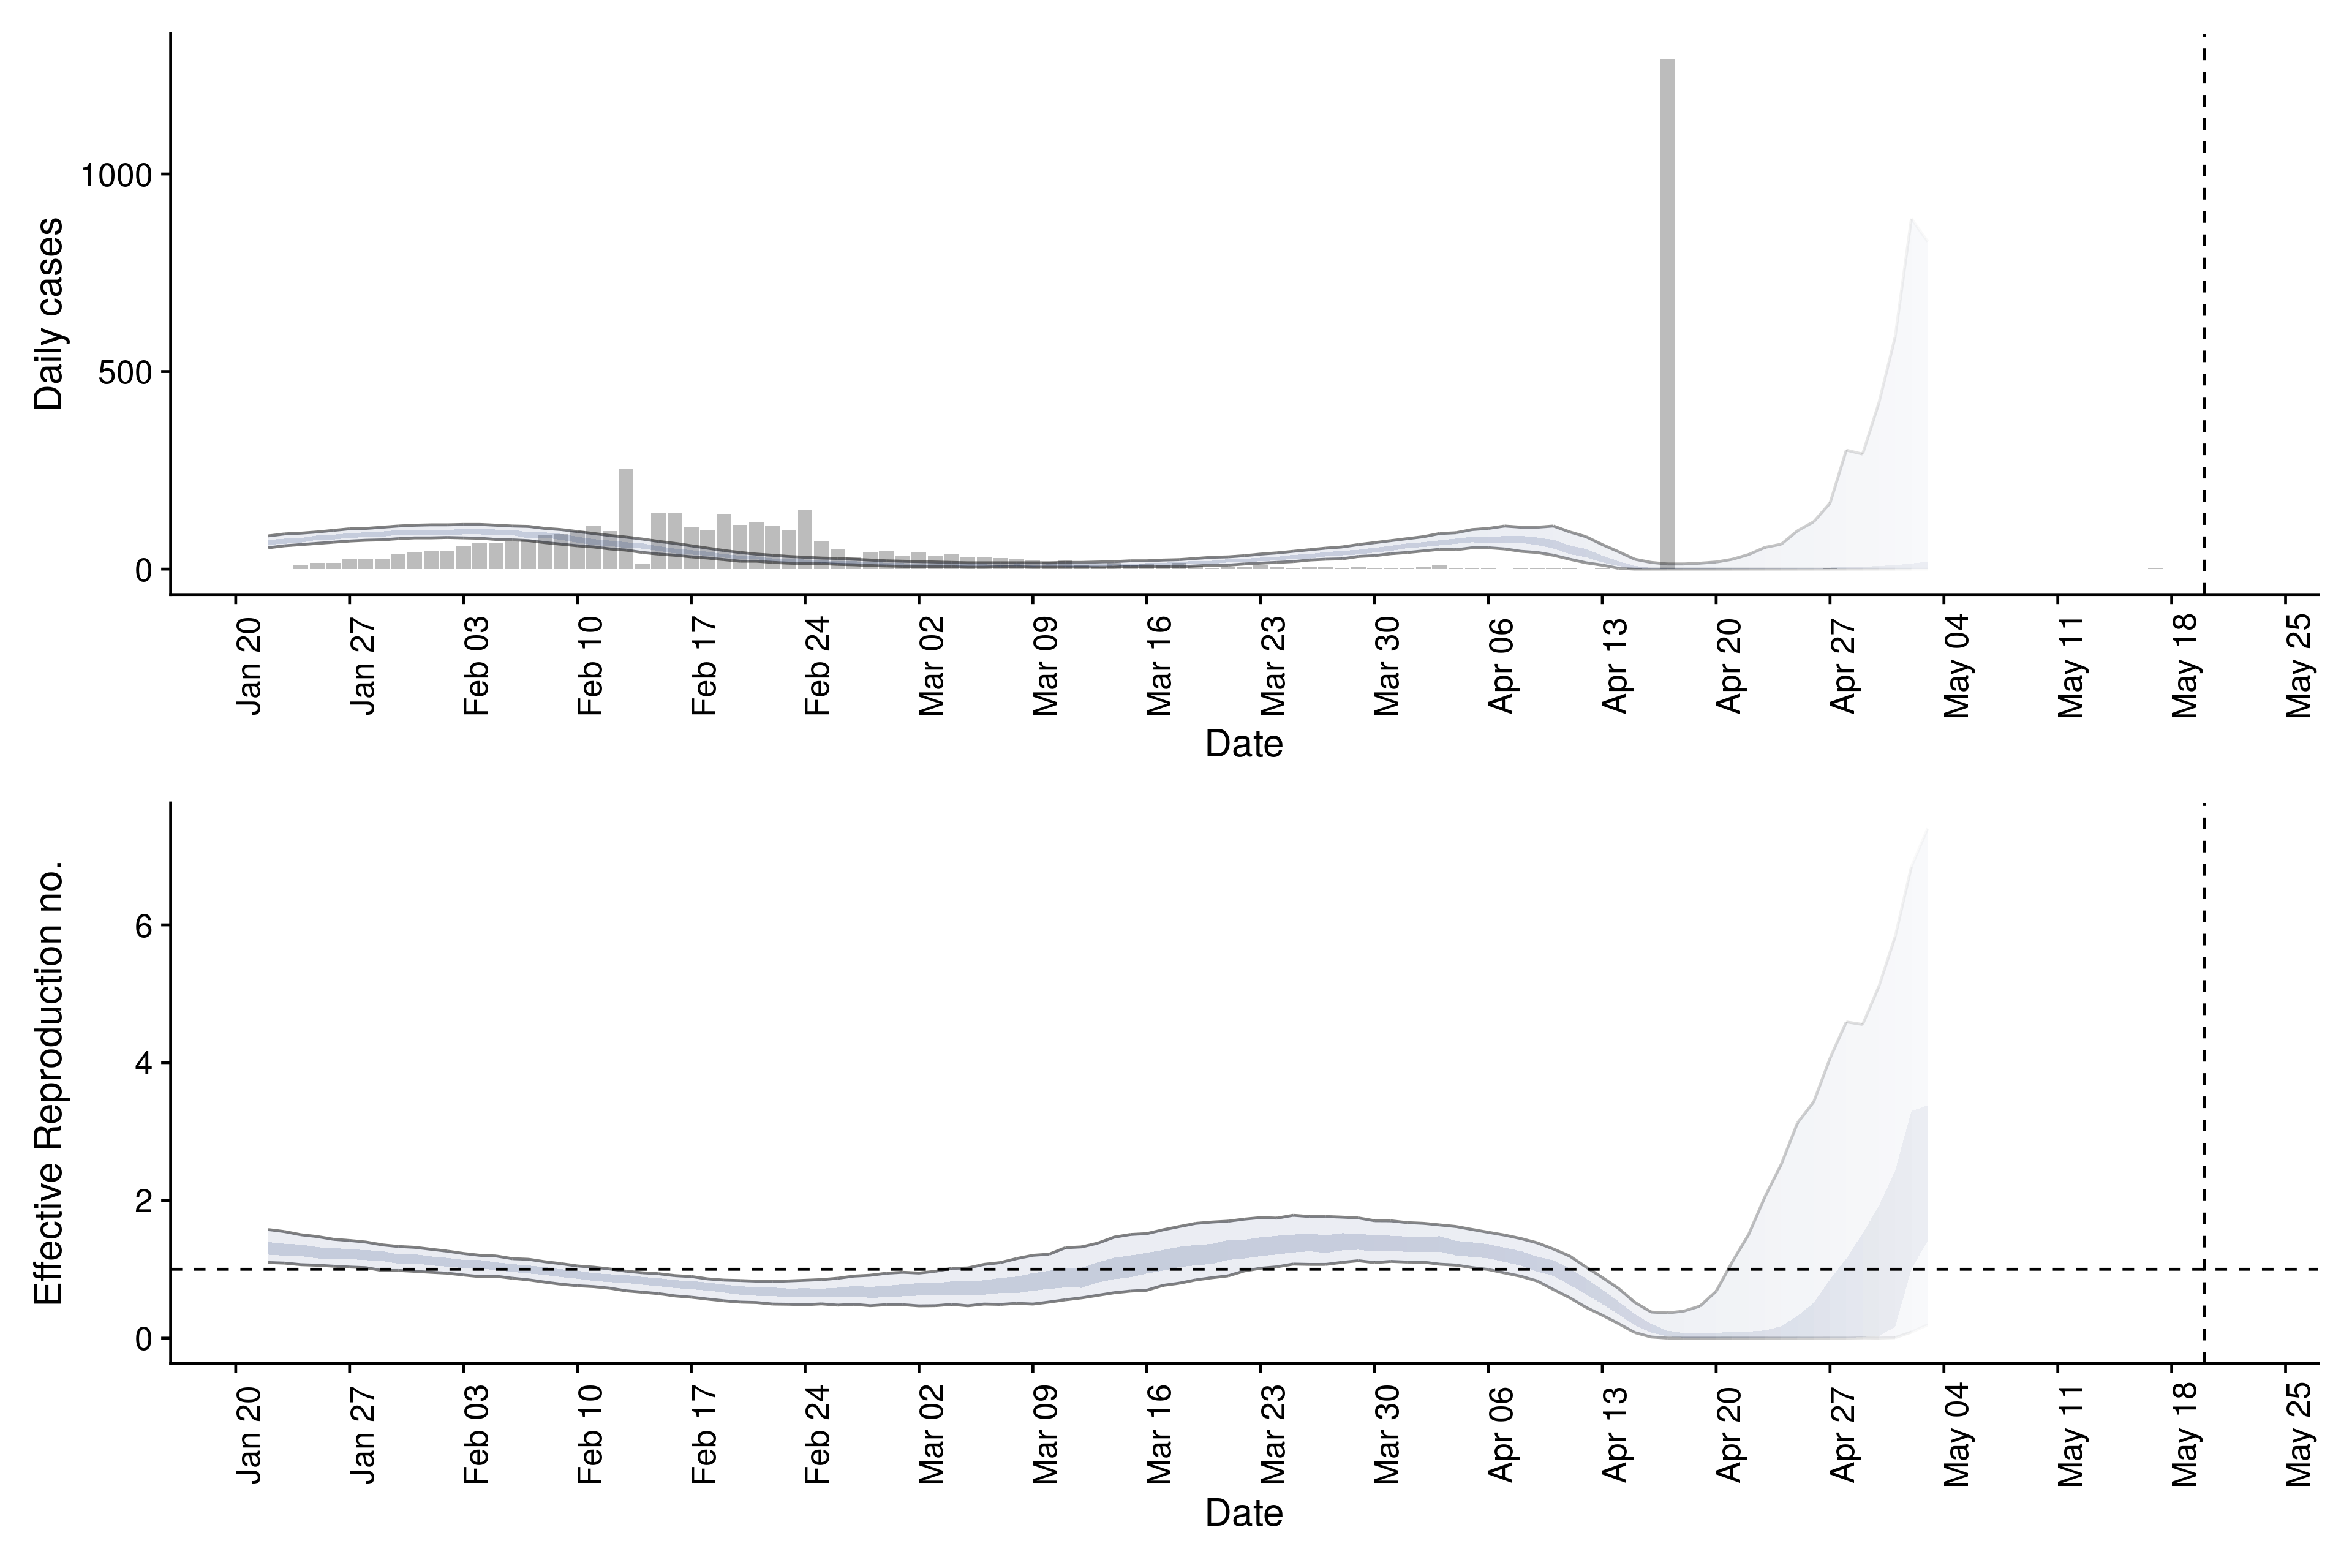 Daily cases
1000
500
0
Jan 20
Jan 27
Feb 03
Feb 10
Feb 17
Feb 24
Mar 02
Mar 09
Mar 16
Mar 23
Mar 30
Apr 06
Apr 13
Apr 20
Apr 27
May 04
May 11
May 18
May 25
Date
Effective Reproduction no.
6
4
2
0
Jan 20
Jan 27
Feb 03
Feb 10
Feb 17
Feb 24
Mar 02
Mar 09
Mar 16
Mar 23
Mar 30
Apr 06
Apr 13
Apr 20
Apr 27
May 04
May 11
May 18
May 25
Date